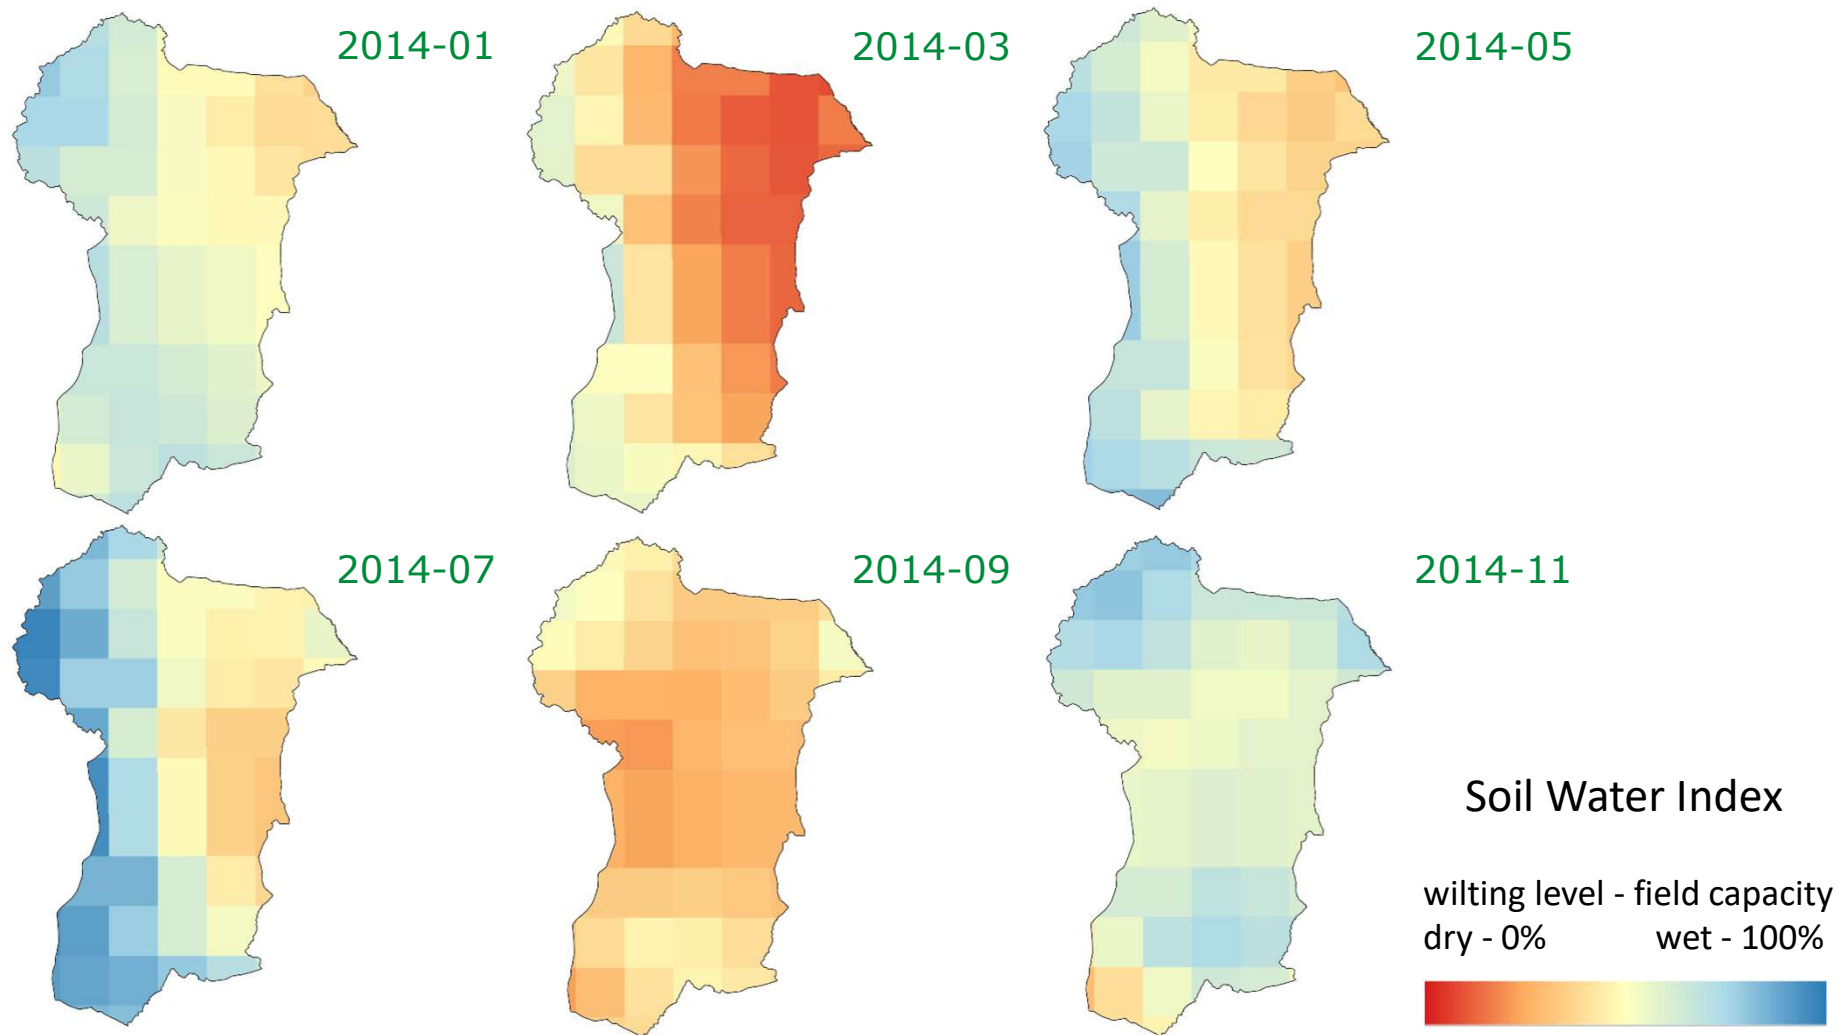 2014-01
2014-03
2014-05
2014-07
2014-09
2014-11
Soil Water Index
wilting level - field capacity
dry - 0% wet - 100%